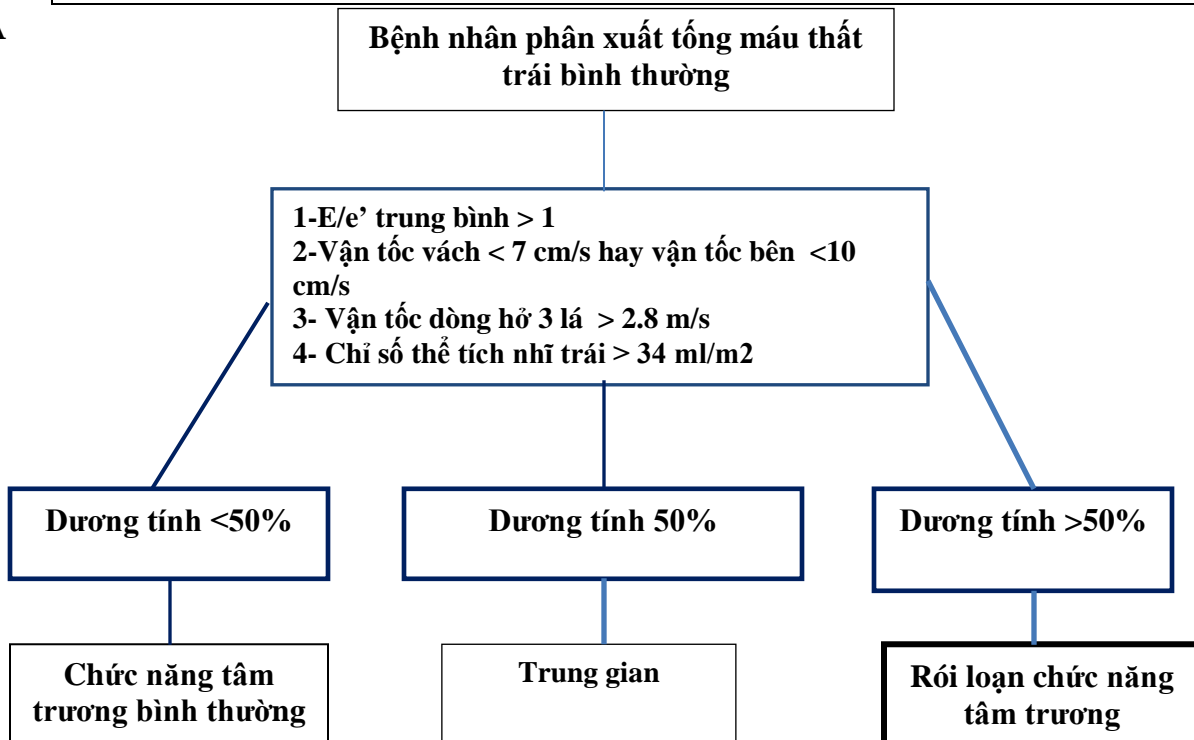 Bệnh nhân phân xuất tống máu thất
trái bình thường
1-E/e’ trung bình > 1
2-Vận tốc vách < 7 cm/s hay vận tốc bên <10
cm/s
3- Vận tốc dòng hở 3 lá > 2.8 m/s
4- Chỉ số thể tích nhĩ trái > 34 ml/m2
Dương tính <50%
Dương tính 50%
Dương tính >50%
Chức năng tâm
trương bình thường
Trung gian
Rói loạn chức năng
tâm trương